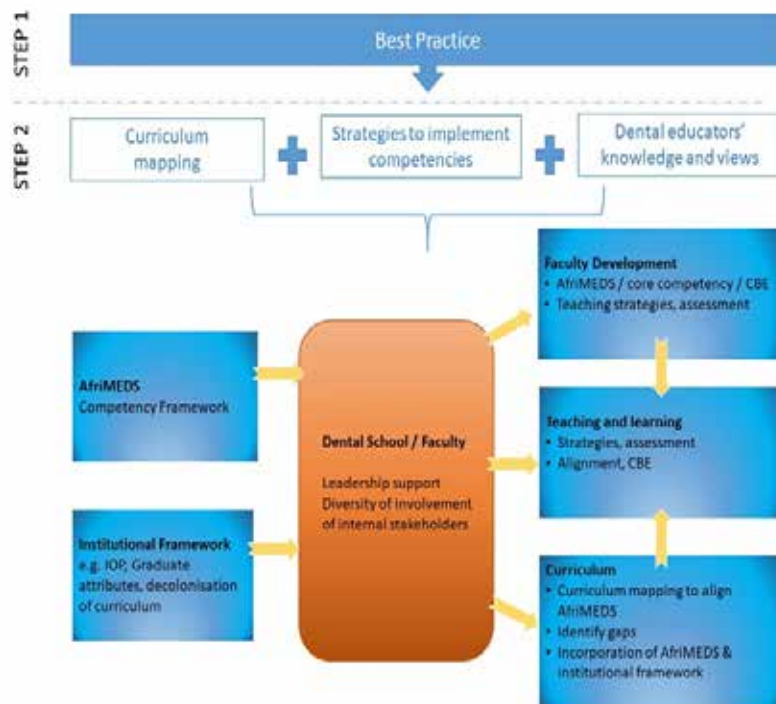 STEP 1
Best Practice
STEP 2
Curriculum
mapping
Strategies to implement
competencies
Dental educators'
knowledge and views
Faculty Development
• AfriMEDS / core competency / CBE
• Teaching strategies, assessment
AfriMEDS
Competency Framework
Dental School / Faculty
Leadership support
Diversity of involvement
of internal stakeholders
Teaching and learning
• Strategies, assessment
• Alignment, CBE
Institutional Framework
e.g. IOP, Graduate
attributes, decolonisation
of curriculum
Curriculum
• Curriculum mapping to align
AfriMEDS
• Identify gaps
• Incorporation of AfriMEDS &
institutional framework